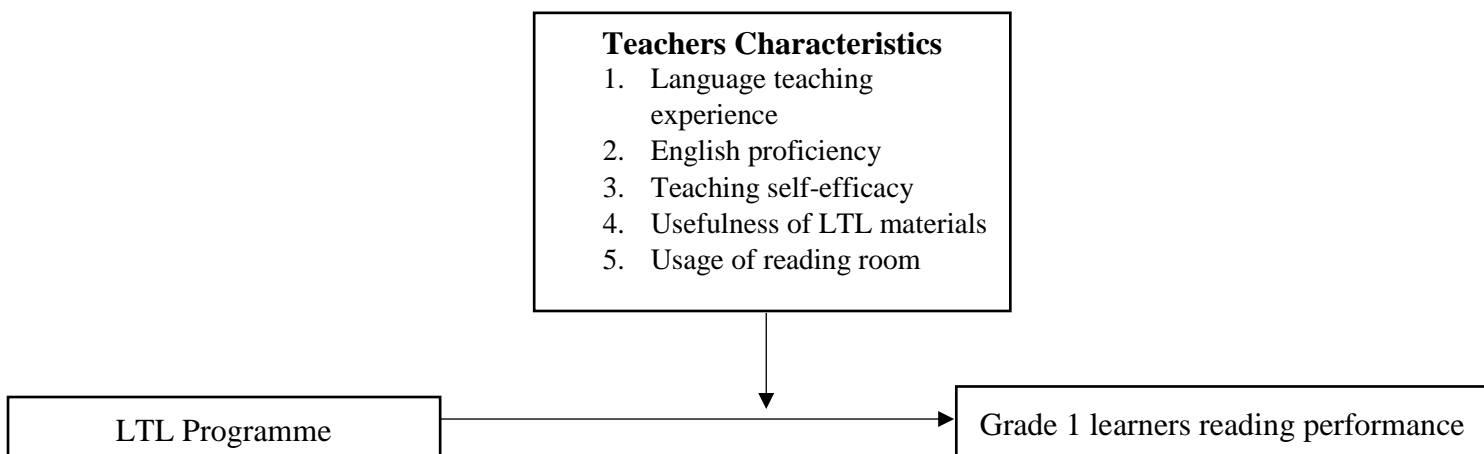 Teachers Characteristics
1. Language teaching
experience
2. English proficiency
3. Teaching self-efficacy
4. Usefulness of LTL materials
5. Usage of reading room
LTL Programme
Grade 1 learners reading performance